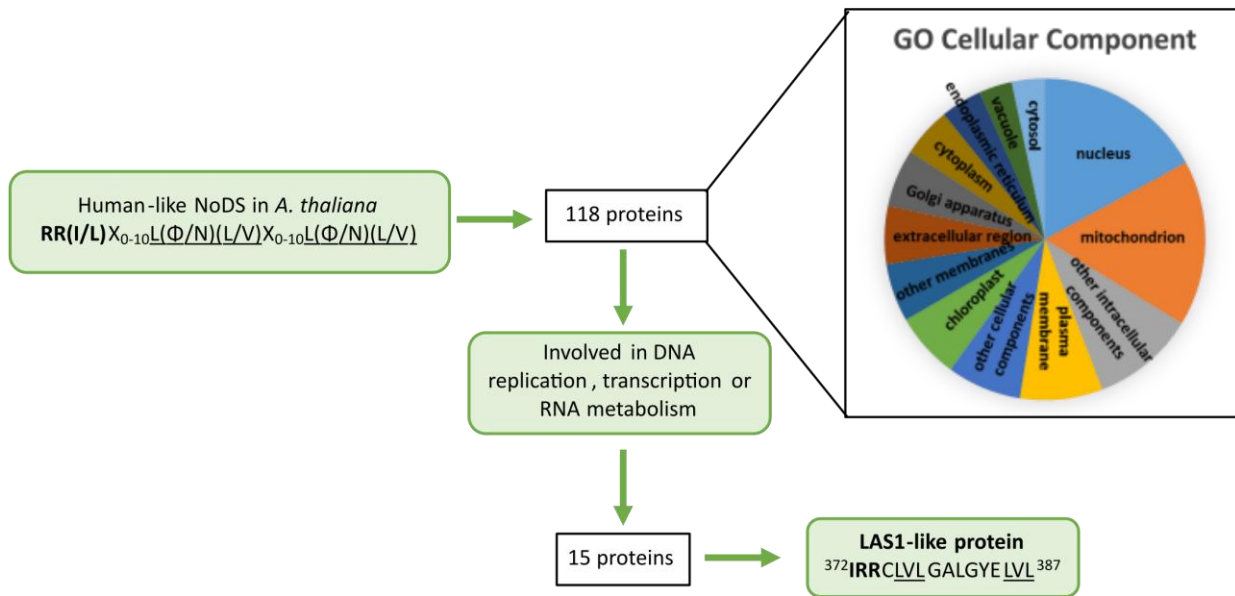 GO Cellular Component
cytosol
vacuole
endoplasmic reticulum
cytoplasm
Golgi apparatus
extracellular region
other membranes
chloroplast
other cellular
components
plasma
membrane
other intracellular
components
mitochondrion
nucleus
Human-like NoDS in A. thaliana
RR(I/L)X0-10L(Φ/N)(L/V)X0-10L(Φ/N)(L/V)
118 proteins
Involved in DNA
replication , transcription or
RNA metabolism
15 proteins
LAS1-like protein
372IRRCLVLGALGYELVL387